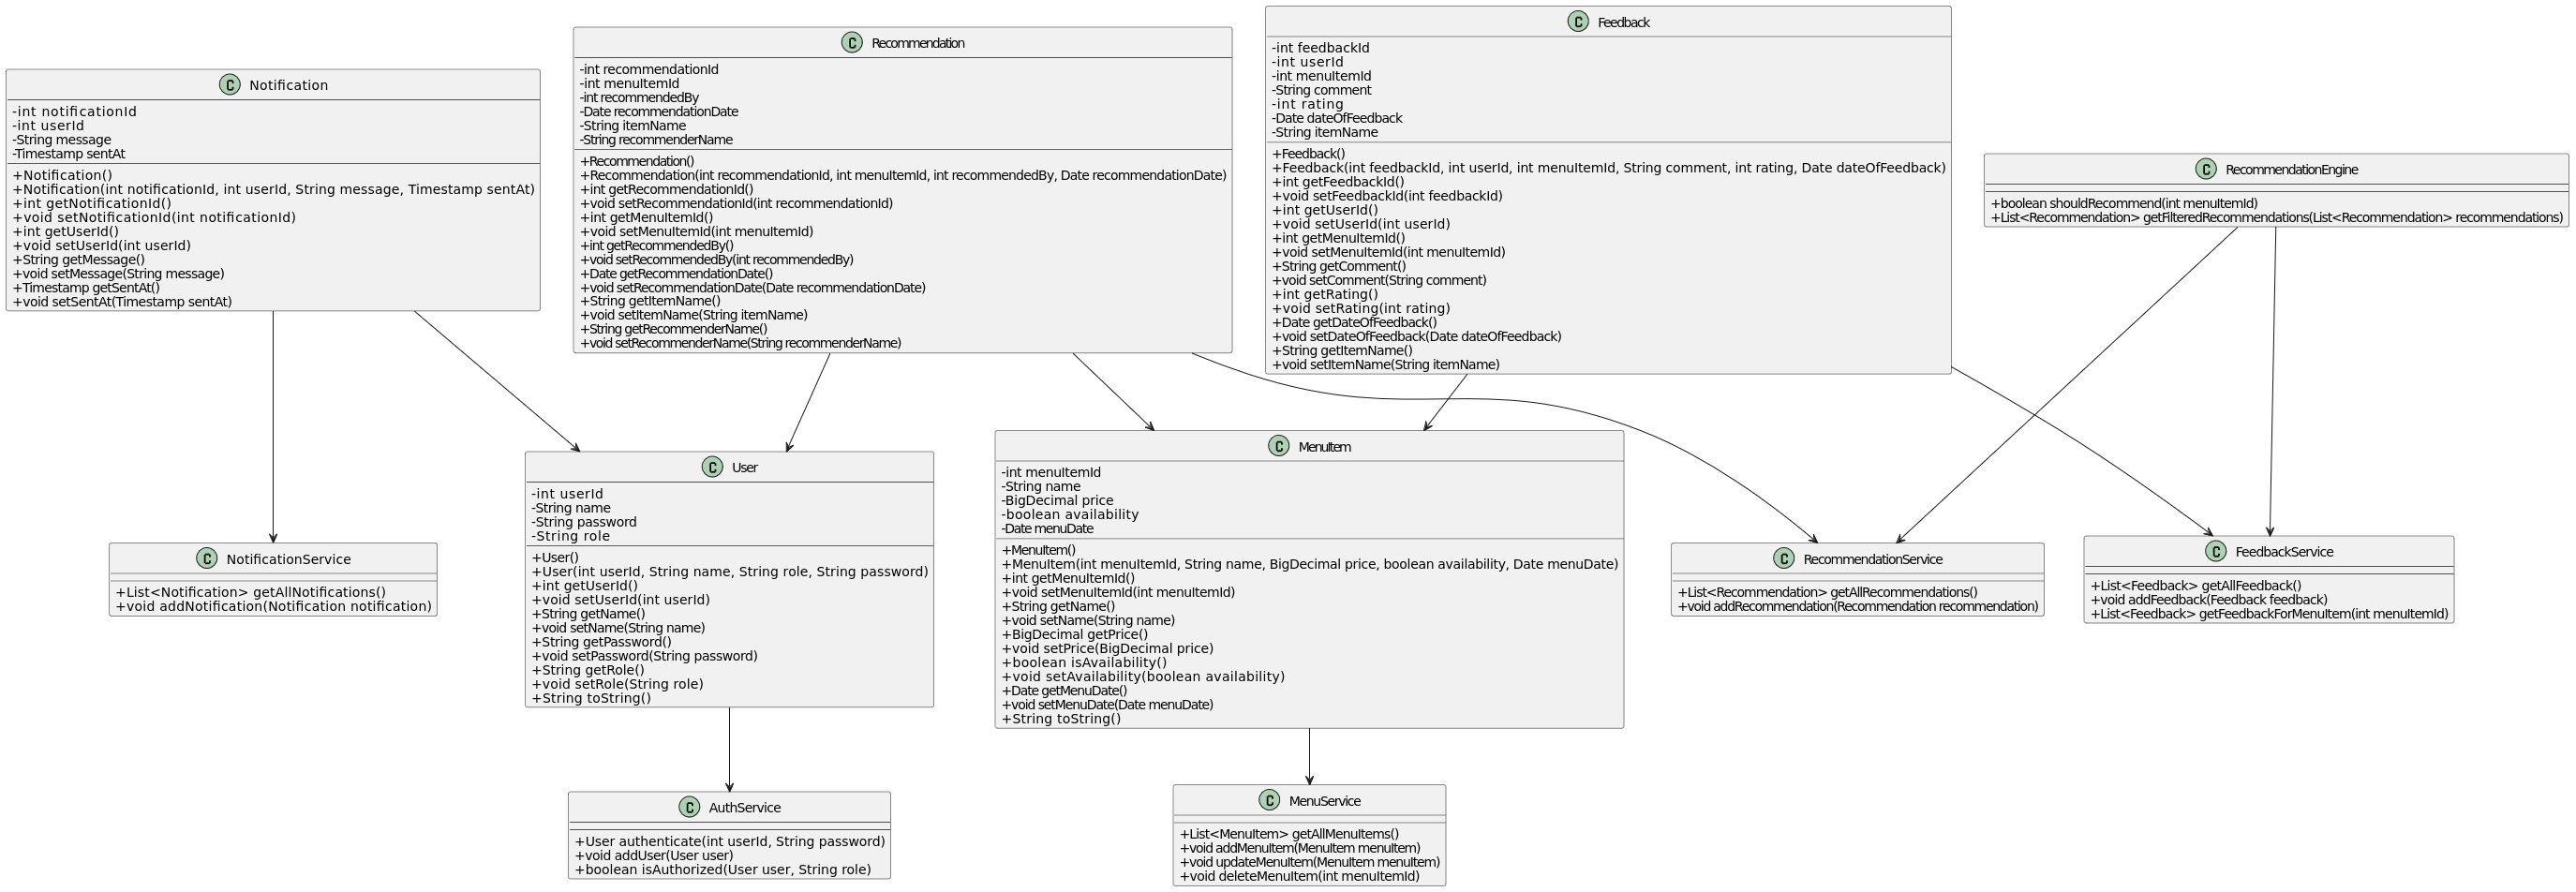 C Notification
-int notificationId
-int userId
-String message
-Timestamp sentAt
+Notification()
+Notification(int notificationId, int userId, String message, Timestamp sentAt)
+int getNotificationId()
+void setNotificationId(int notificationId)
+int getUserId()
+void setUserId(int userId)
+String getMessage()
+void setMessage(String message)
+Timestamp getSentAt()
+void setSentAt(Timestamp sentAt)
C Recommendation
-int recommendationId
-int menuItemId
-int recommendedBy
-Date recommendationDate
-String itemName
-String recommenderName
+Recommendation()
+Recommendation(int recommendationId, int menuItemId, int recommendedBy, Date recommendationDate)
+int getRecommendationId()
+void setRecommendationId(int recommendationId)
+int getMenuItemId()
+void setMenuItemId(int menuItemId)
+int getRecommendedBy()
+void setRecommendedBy(int recommendedBy)
+Date getRecommendationDate()
+void setRecommendationDate(Date recommendationDate)
+String getItemName()
+void setItemName(String itemName)
+String getRecommenderName()
+void setRecommenderName(String recommenderName)
C Feedback
-int feedbackId
-int userId
-int menuItemId
-String comment
-int rating
-Date dateOfFeedback
-String itemName
+Feedback()
+Feedback(int feedbackId, int userId, int menuItemId, String comment, int rating, Date dateOfFeedback)
+int getFeedbackId()
+void setFeedbackId(int feedbackId)
+int getUserId()
+void setUserId(int userId)
+int getMenuItemId()
+void setMenuItemId(int menuItemId)
+String getComment()
+void setComment(String comment)
+int getRating()
+void setRating(int rating)
+Date getDateOfFeedback()
+void setDateOfFeedback(Date dateOfFeedback)
+String getItemName()
+void setItemName(String itemName)
C RecommendationEngine
+boolean shouldRecommend(int menuItemId)
+List<Recommendation> getFilteredRecommendations(List<Recommendation> recommendations)
C NotificationService
+List<Notification> getAllNotifications()
+void addNotification(Notification notification)
C User
-int userId
-String name
-String password
-String role
+User()
+User(int userId, String name, String role, String password)
+int getUserId()
+void setUserId(int userId)
+String getName()
+void setName(String name)
+String getPassword()
+void setPassword(String password)
+String getRole()
+void setRole(String role)
+String toString()
C MenuItem
-int menuItemId
-String name
-BigDecimal price
-boolean availability
-Date menuDate
+MenuItem()
+MenuItem(int menuItemId, String name, BigDecimal price, boolean availability, Date menuDate)
+int getMenuItemId()
+void setMenuItemId(int menuItemId)
+String getName()
+void setName(String name)
+BigDecimal getPrice()
+void setPrice(BigDecimal price)
+boolean isAvailability()
+void setAvailability(boolean availability)
+Date getMenuDate()
+void setMenuDate(Date menuDate)
+String toString()
C RecommendationService
+List<Recommendation> getAllRecommendations()
+void addRecommendation(Recommendation recommendation)
C FeedbackService
+List<Feedback> getAllFeedback()
+void addFeedback(Feedback feedback)
+List<Feedback> getFeedbackForMenuItem(int menuItemId)
C AuthService
+User authenticate(int userId, String password)
+void addUser(User user)
+boolean isAuthorized(User user, String role)
C MenuService
+List<MenuItem> getAllMenuItems()
+void addMenuItem(MenuItem menuItem)
+void updateMenuItem(MenuItem menuItem)
+void deleteMenuItem(int menuItemId)